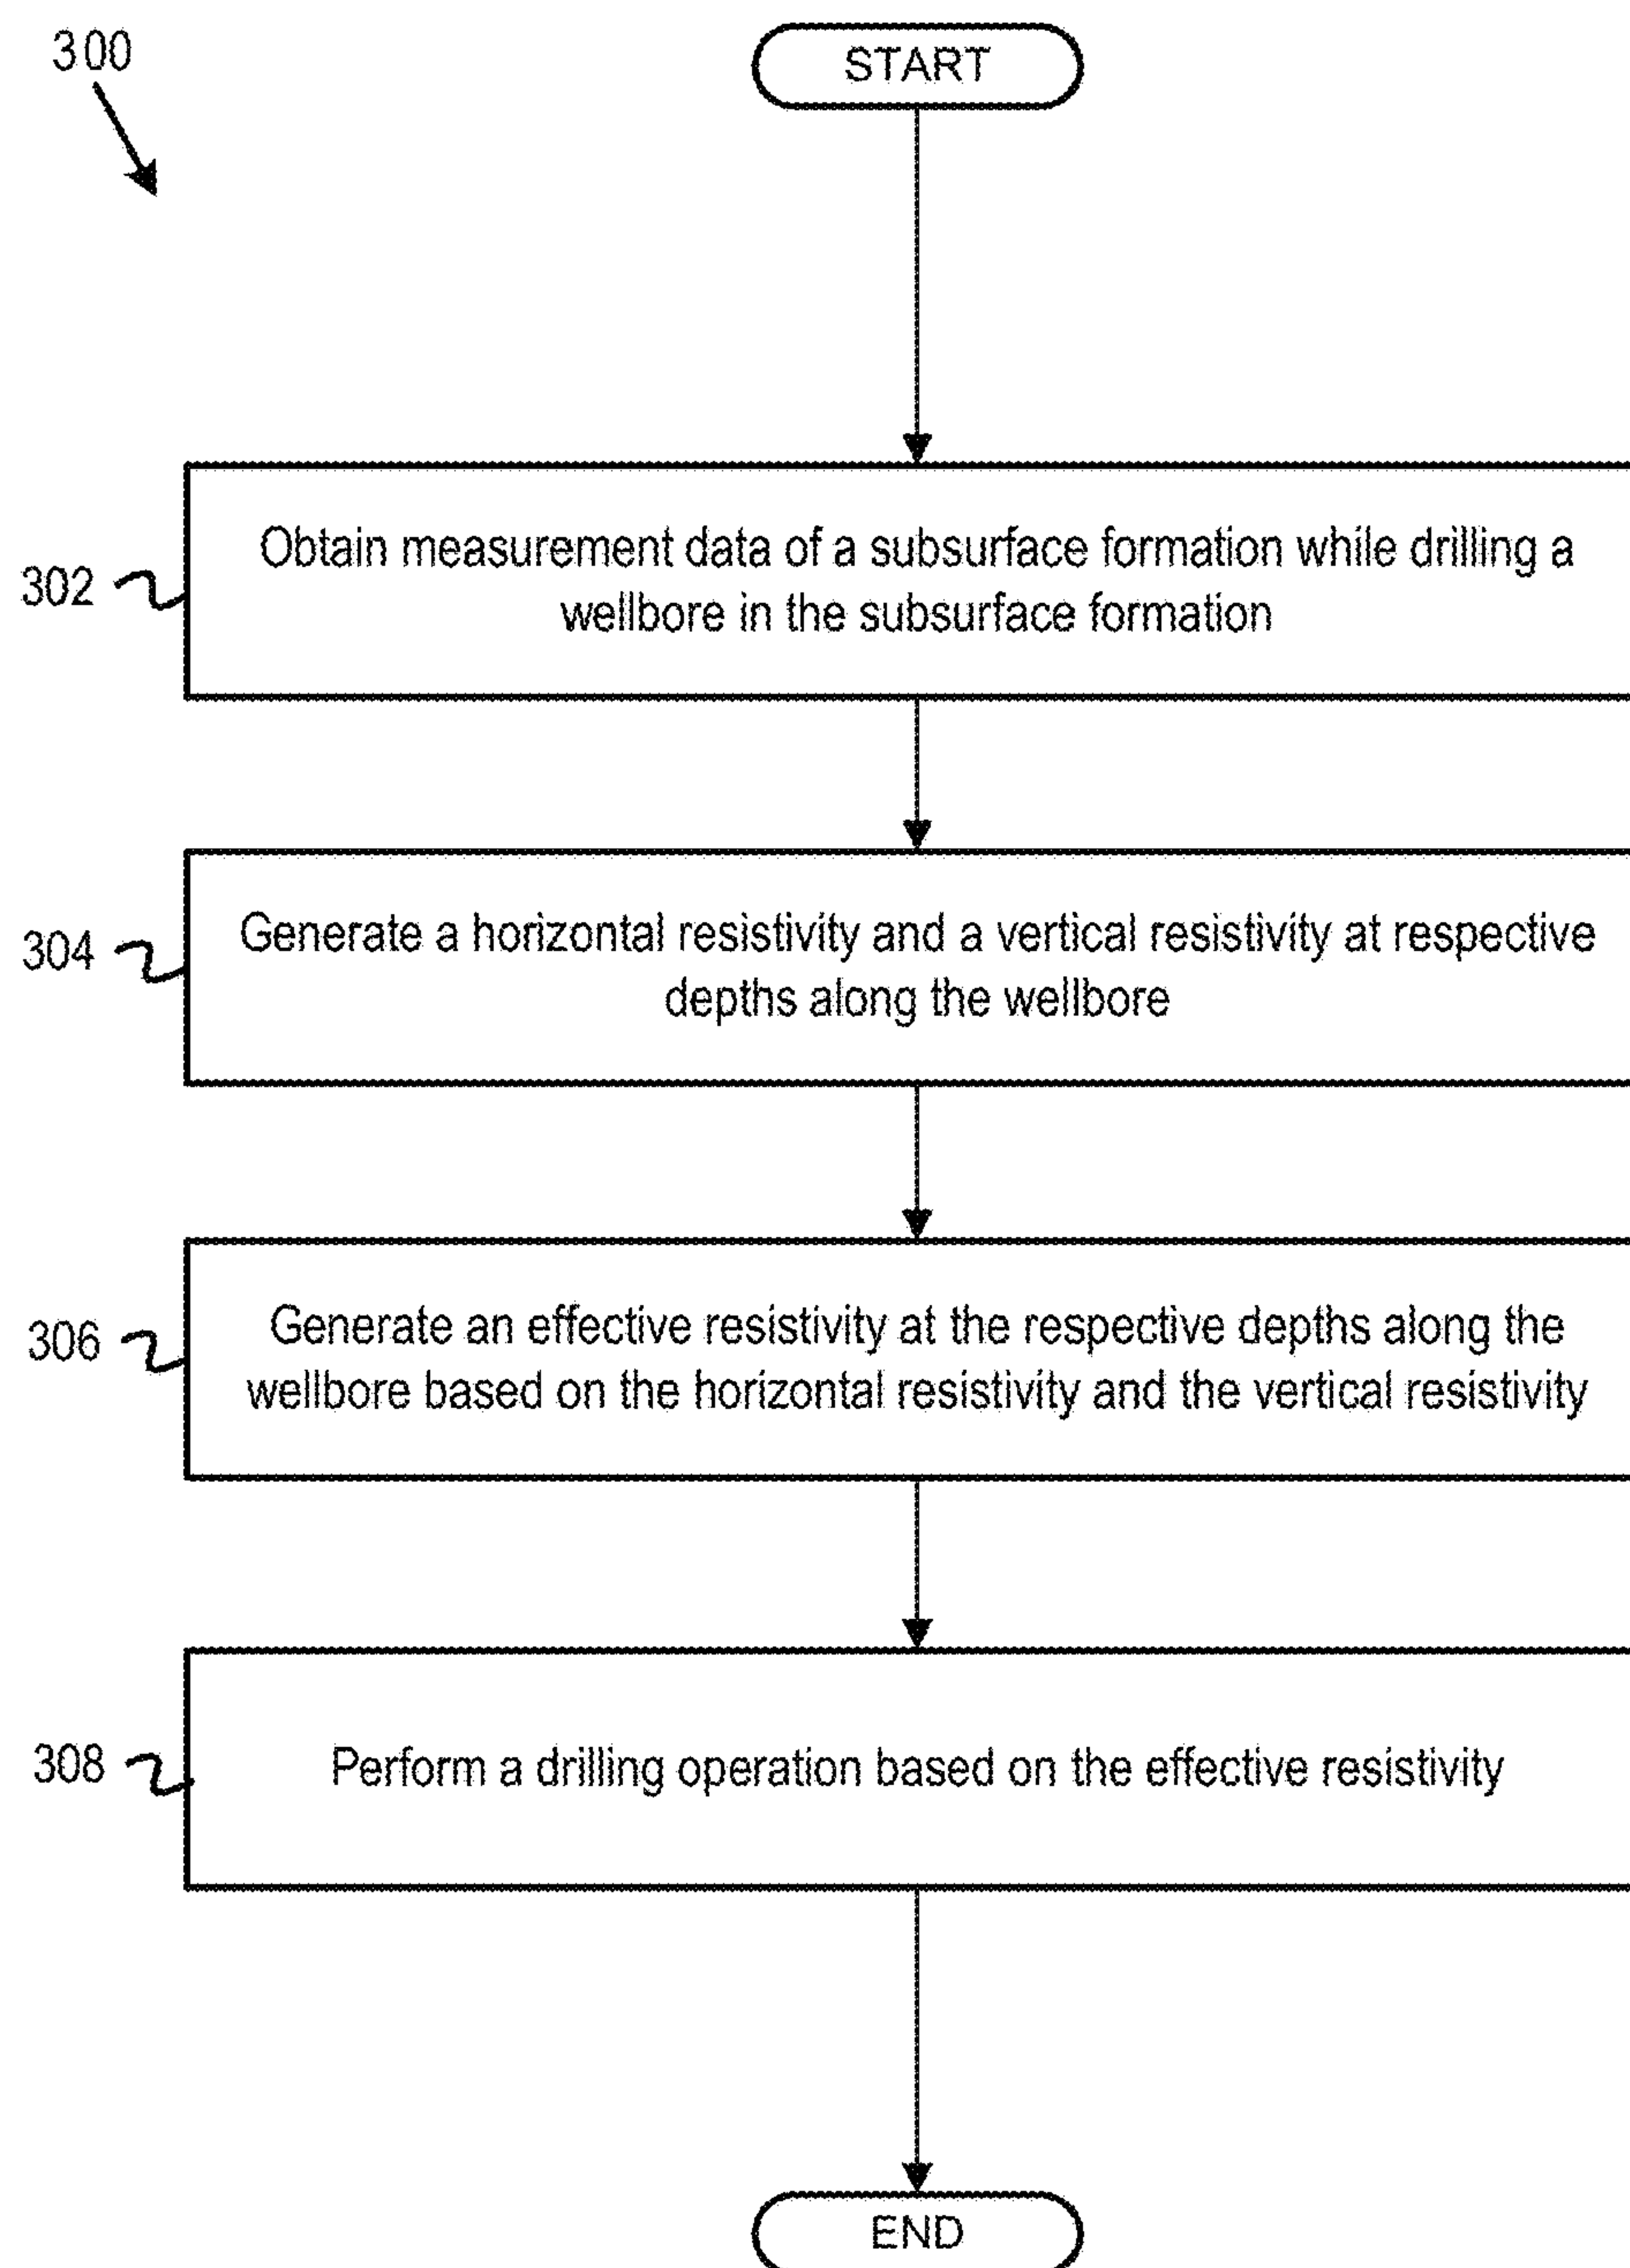 300
START
302
Obtain measurement data of a subsurface formation while drilling a
wellbore in the subsurface formation
304
Generate a horizontal resistivity and a vertical resistivity at respective
depths along the wellbore
306
Generate an effective resistivity at the respective depths along the
wellbore based on the horizontal resistivity and the vertical resistivity
308
Perform a drilling operation based on the effective resistivity
END